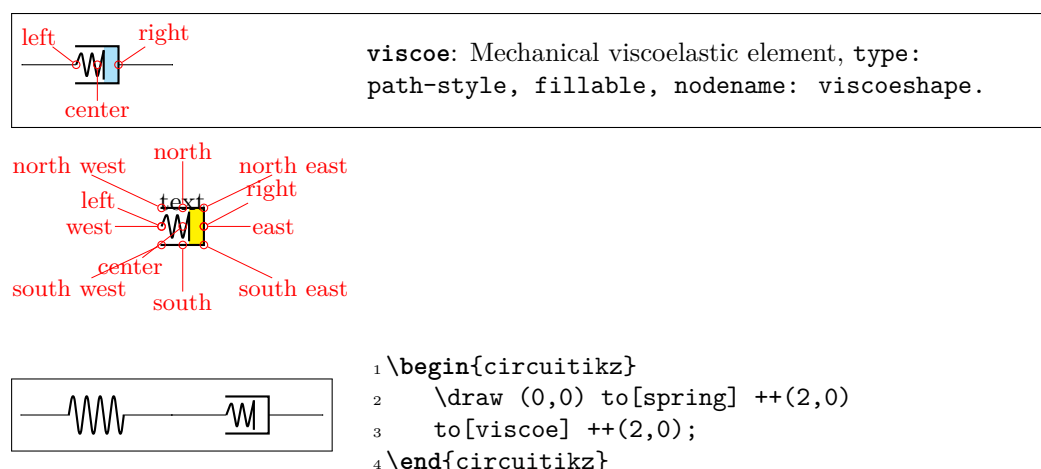 left
right
center
viscoe: Mechanical viscoelastic element, type:
path-style, fillable, nodename: viscoeshape.
north west
north
north east
left
text
right
west
east
center
south west
south
south east
1 \begin{circuitikz}
2 \draw (0,0) to[spring] ++(2,0)
3 to[viscoe] ++(2,0);
4 \end{circuitikz}